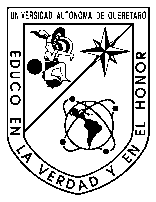 UNIVERSIDAD AUTONOMA DE QUERETARO
EDUCO EN LA VERDAD Y EN EL HONOR